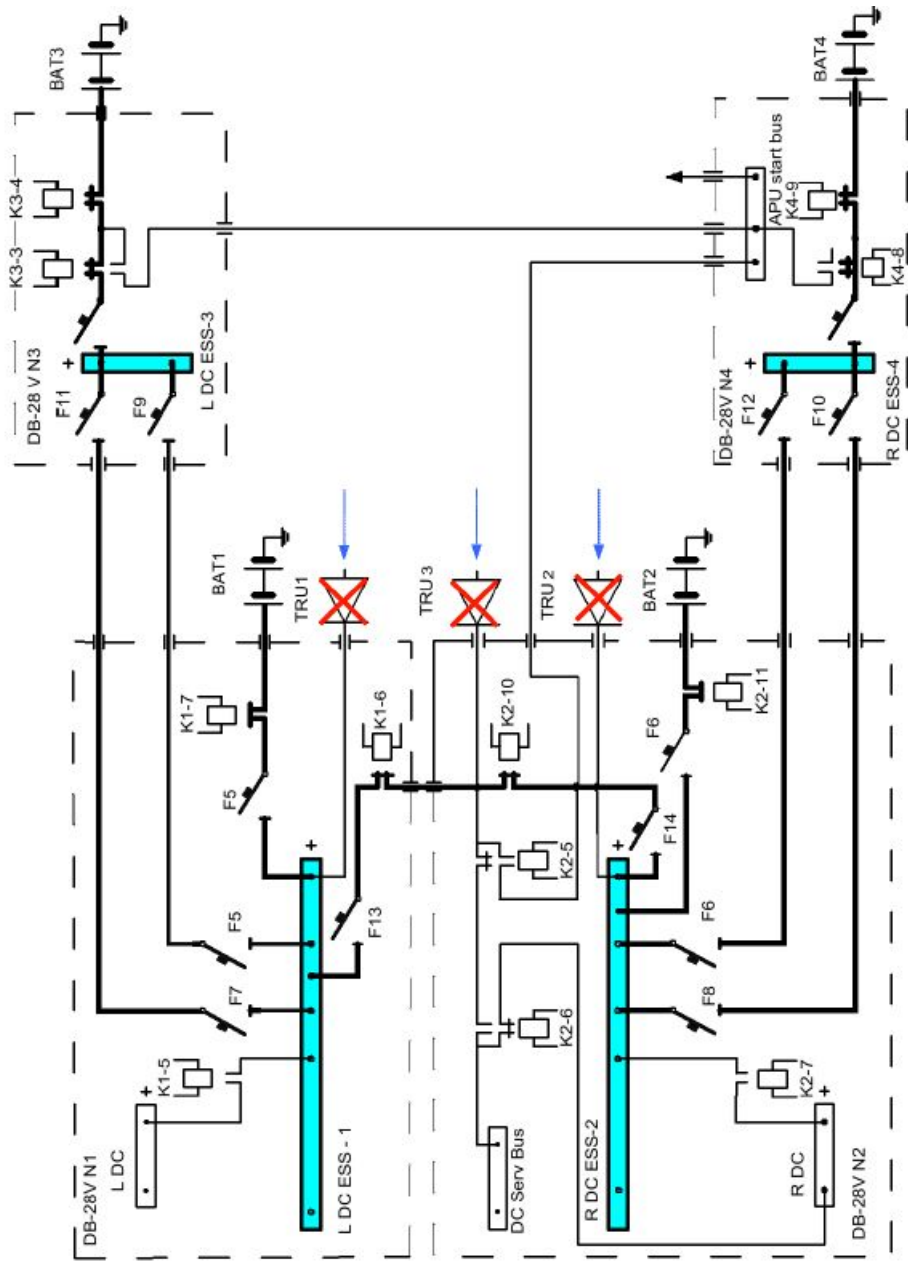 BAT3
K3-4
K3-3
DB-28 V N3
+
F11
F9
L DC ESS-3
BAT4
APU start bus
K4-9
K4-8
DB-28V N4
+
F12
F10
R DC ESS-4
BAT1
TRU1
TRU 3
TRU 2
BAT2
K1-7
K1-6
K2-10
K2-11
F5
F6
F14
+
+
F13
K2-5
F5
F7
F6
F8
K1-5
K2-6
K2-7
+
+
DB-28V N1
L DC
L DC ESS - 1
DC Serv Bus
R DC ESS-2
R DC
DB-28V N2